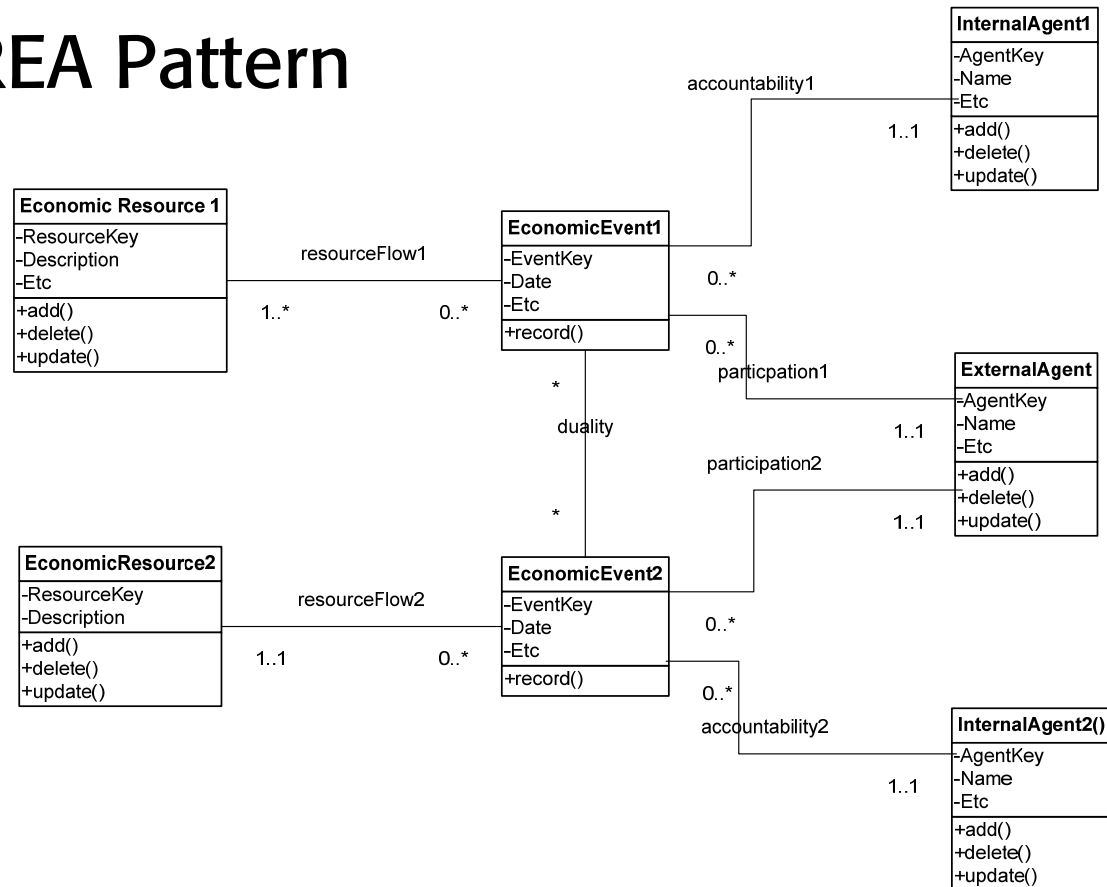 REA Pattern
InternalAgent1
-AgentKey
-Name
-Etc
+add()
+delete()
+update()
accountability1
1..1
Economic Resource 1
-ResourceKey
-Description
-Etc
+add()
+delete()
+update()
resourceFlow1
1..*
0..*
EconomicEvent1
-EventKey
-Date
-Etc
+record()
0..*
0..*
particpation1
1..1
ExternalAgent
-AgentKey
-Name
-Etc
+add()
+delete()
+update()
*
duality
*
participation2
1..1
EconomicResource2
-ResourceKey
-Description
+add()
+delete()
+update()
resourceFlow2
1..1
0..*
EconomicEvent2
-EventKey
-Date
-Etc
+record()
0..*
0..*
accountability2
1..1
InternalAgent2()
-AgentKey
-Name
-Etc
+add()
+delete()
+update()